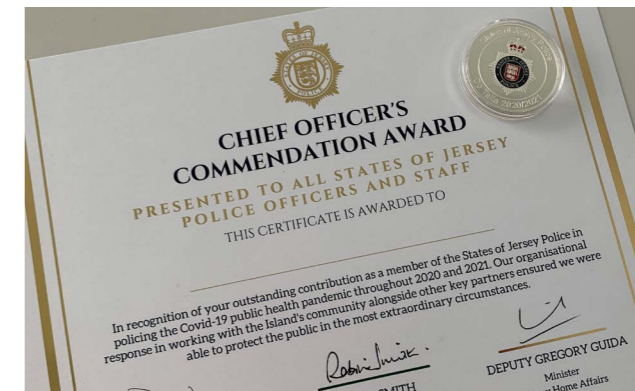 STATES OF JERSEY
POLICE
CHIEF OFFICER'S
COMMENDATION AWARD
PRESENTED TO ALL STATES OF JERSEY
POLICE OFFICERS AND STAFF
THIS CERTIFICATE IS AWARDED TO
In recognition of your outstanding contribution as a member of the States of Jersey Police in
policing the Covid-19 public health pandemic throughout 2020 and 2021. Our organisational
response in working with the Island's community alongside other key partners ensured we were
able to protect the public in the most extraordinary circumstances.
Robin Smith.
SMITH
DEPUTY GREGORY GUIDA
Minister
Home Affairs
2020/2021